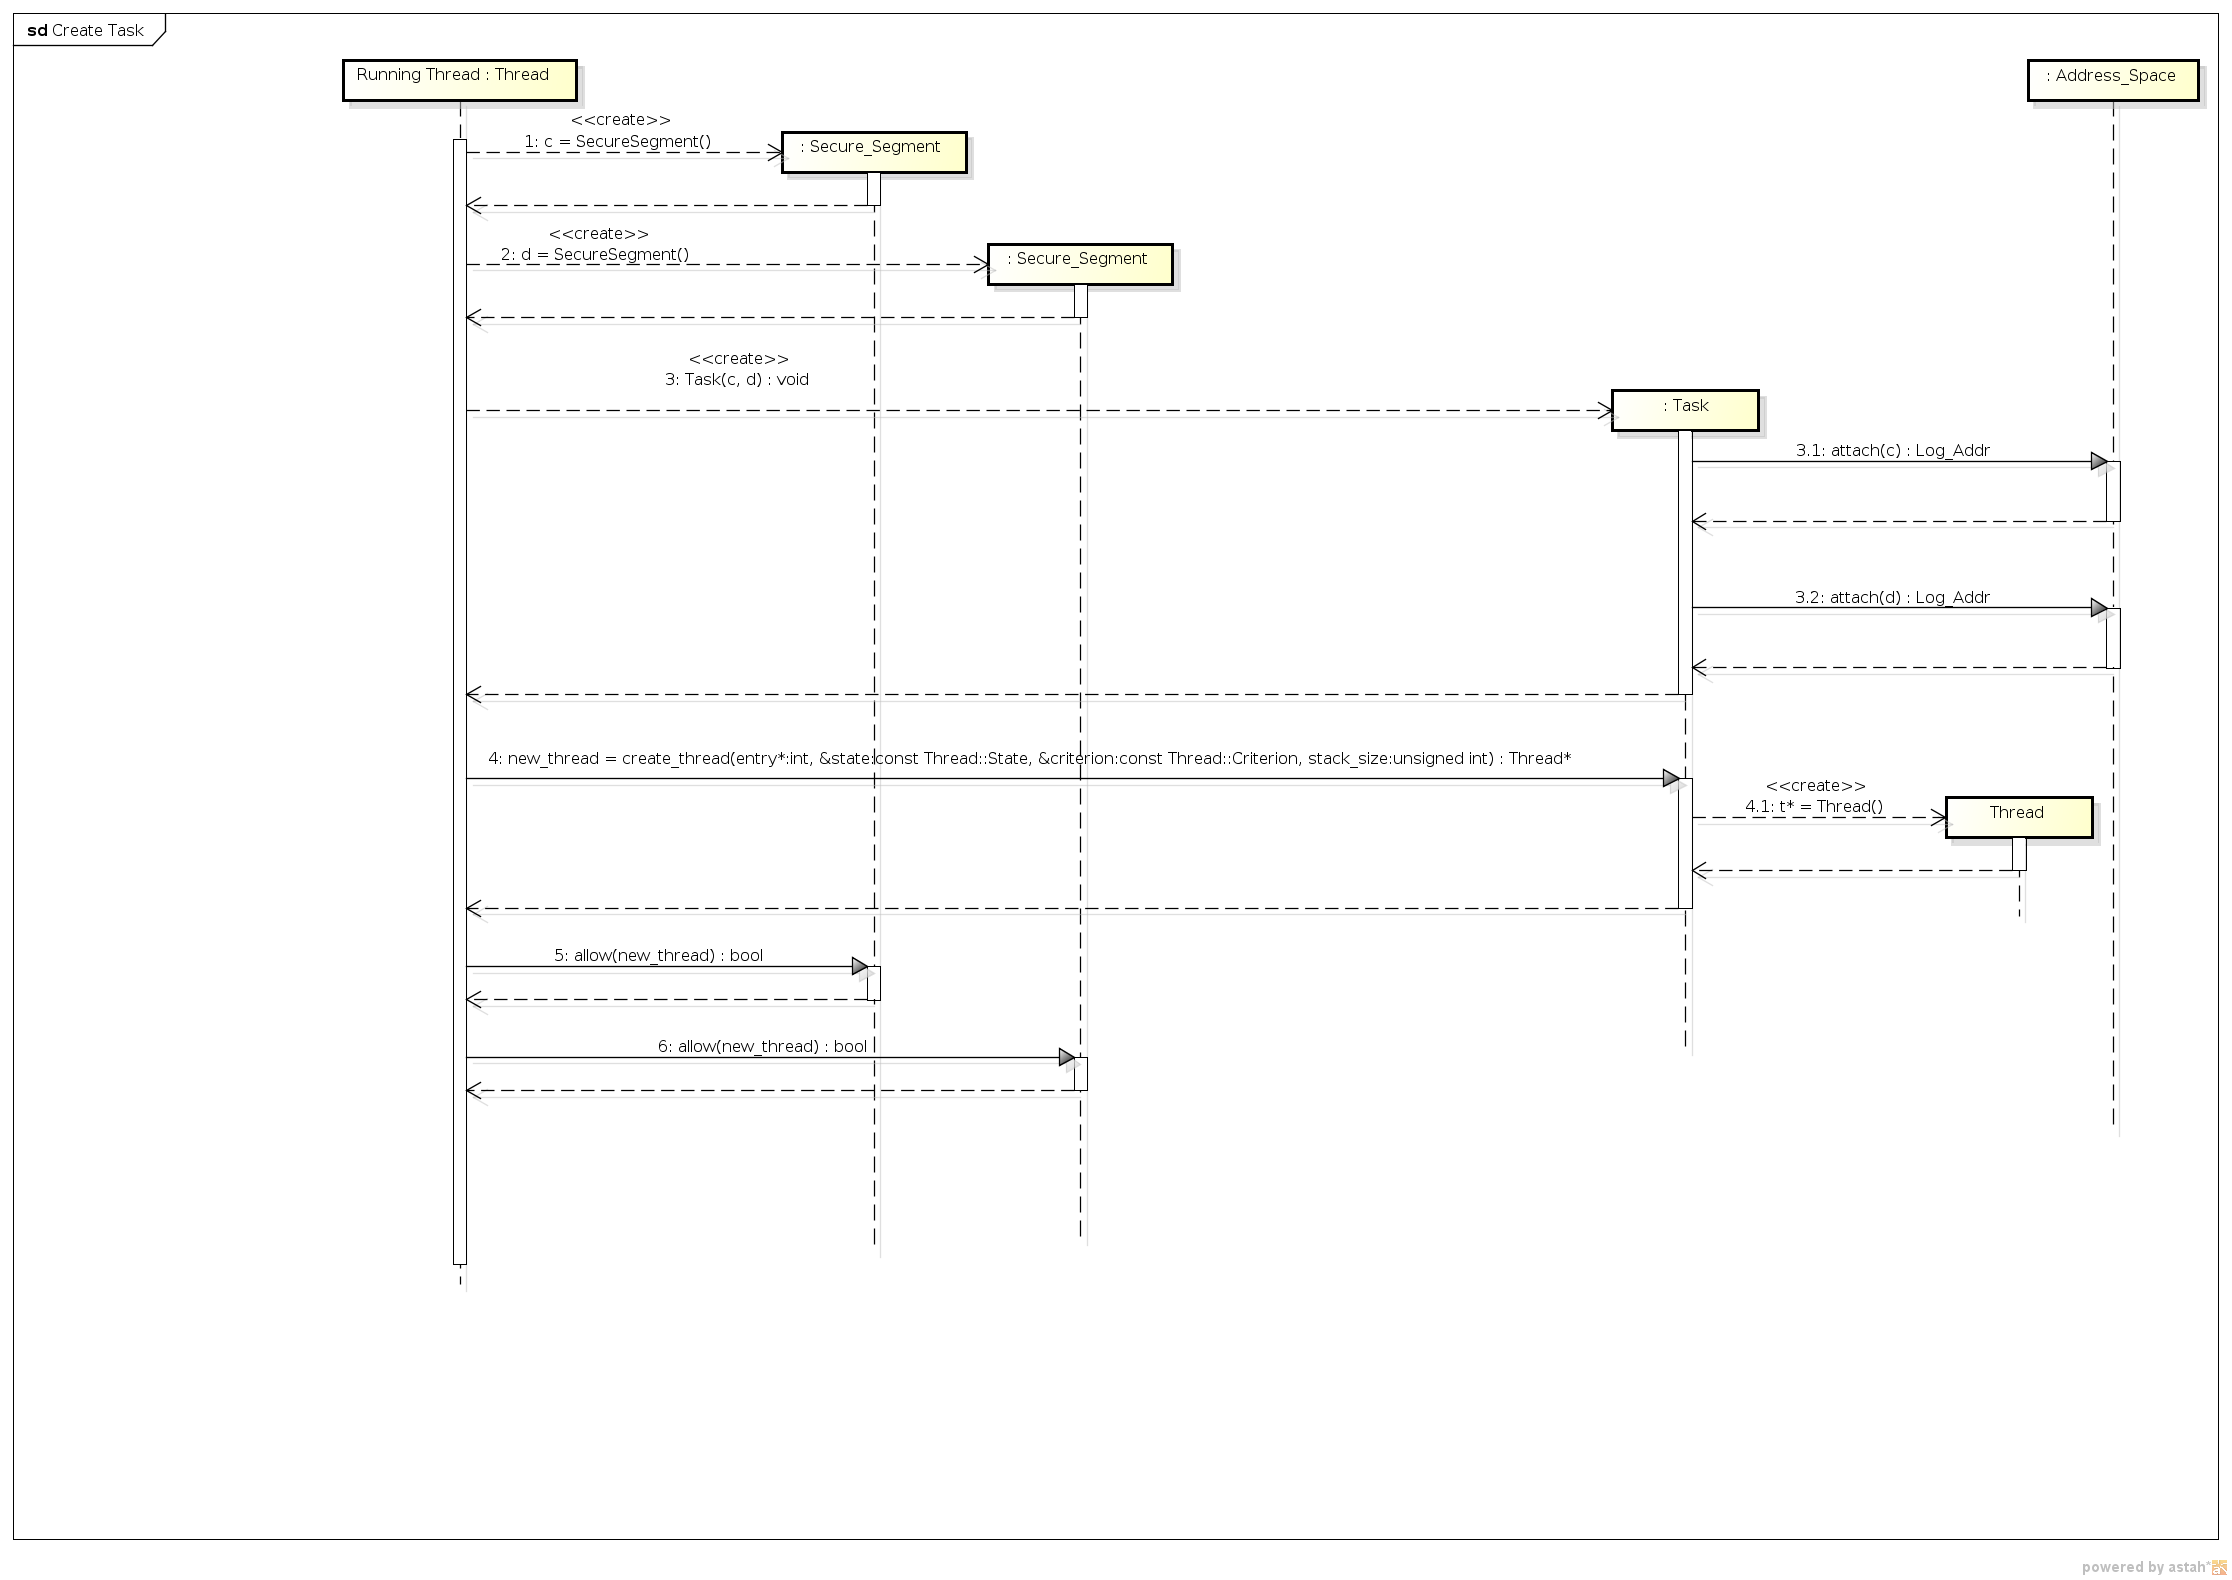 sd Create Task
Running Thread : Thread
: Address_Space
<<create>>
1: c = SecureSegment()
: Secure_Segment
<<create>>
2: d = SecureSegment()
: Secure_Segment
<<create>>
3: Task(c, d) : void
: Task
3.1: attach(c) : Log_Addr
3.2: attach(d) : Log_Addr
4: new_thread = create_thread(entry*:int, &state:const Thread::State, &criterion:const Thread::Criterion, stack_size:unsigned int) : Thread*
<<create>>
4.1: t* = Thread()
Thread
5: allow(new_thread) : bool
6: allow(new_thread) : bool
powered by astah*